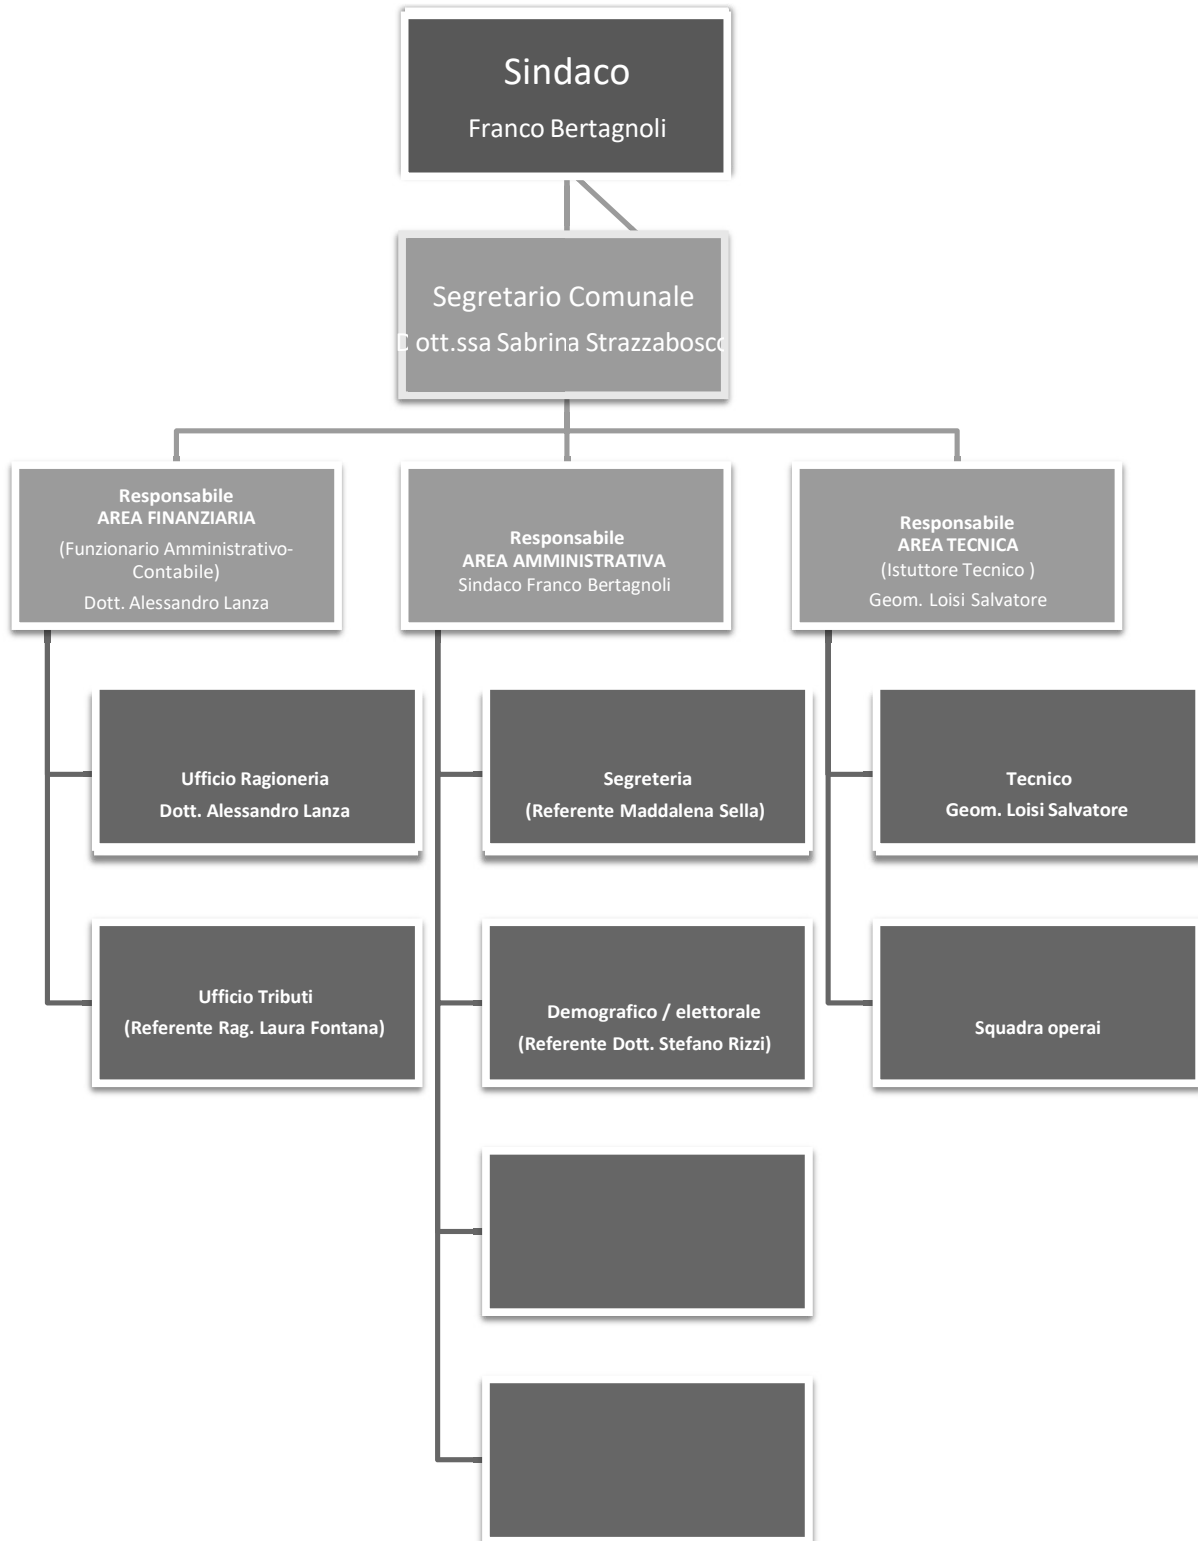 Sindaco
Franco Bertagnoli
Segretario Comunale
Dott.ssa Sabrina Strazzabosco
Responsabile
AREA FINANZIARIA
(Funzionario Amministrativo-
Contabile)
Dott. Alessandro Lanza
Responsabile
AREA AMMINISTRATIVA
Sindaco Franco Bertagnoli
Responsabile
AREA TECNICA
(Istuttore Tecnico )
Geom. Loisi Salvatore
Ufficio Ragioneria
Dott. Alessandro Lanza
Segreteria
(Referente Maddalena Sella)
Tecnico
Geom. Loisi Salvatore
Ufficio Tributi
(Referente Rag. Laura Fontana)
Demografico / elettorale
(Referente Dott. Stefano Rizzi)
Squadra operai